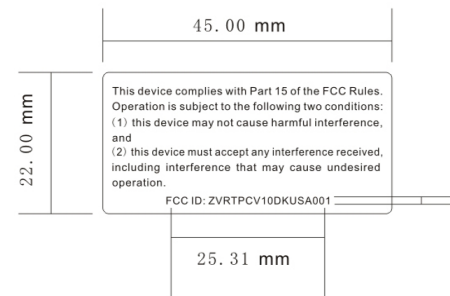 45.00 mm
22.00 mm
This device complies with Part 15 of the FCC Rules.
Operation is subject to the following two conditions:
(1) this device may not cause harmful interference,
and
(2) this device must accept any interference received,
including interference that may cause undesired
operation.
FCC ID: ZVRTPCV10DKUSA001
25.31 mm